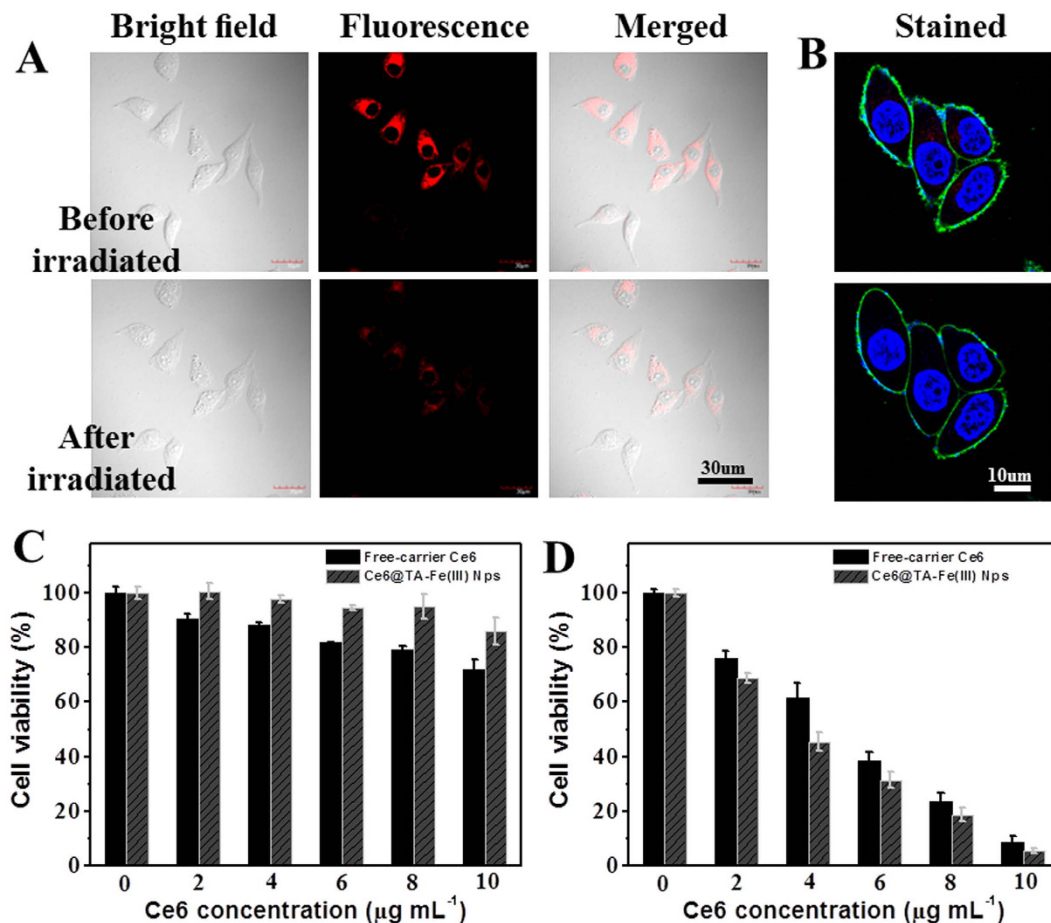 Bright field Fluorescence Merged Stained
A
B
Before
irradiated
After
irradiated
30um
10um
C
Free-carrier Ce6
Ce6@TA-Fe(III) Nps
Cell viability (%)
100
80
60
40
20
0
0 2 4 6 8 10
Ce6 concentration (μg mL⁻¹)
D
Free-carrier Ce6
Ce6@TA-Fe(III) Nps
Cell viability (%)
100
80
60
40
20
0
0 2 4 6 8 10
Ce6 concentration (μg mL⁻¹)